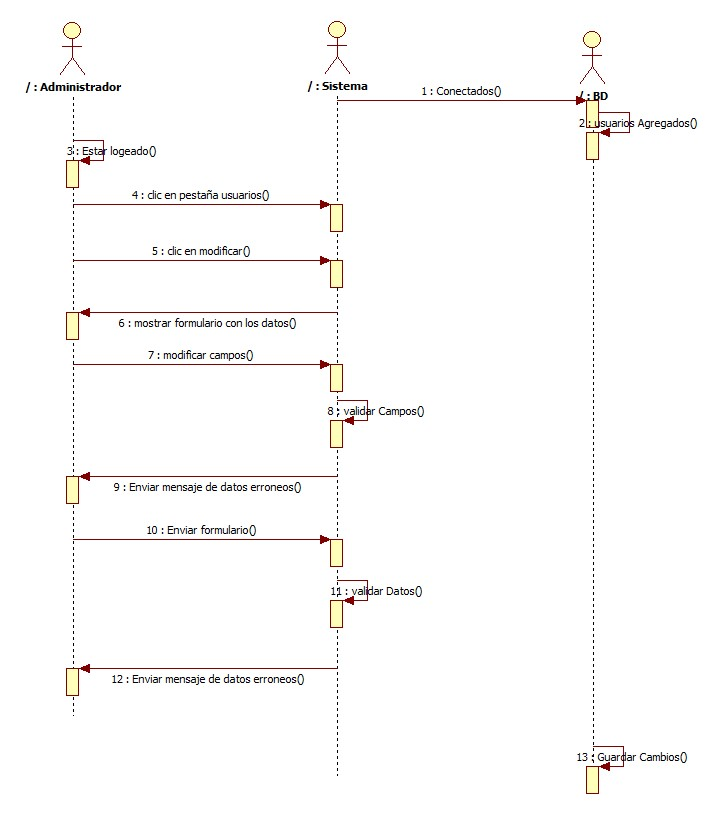 / : Administrador
/ : Sistema
/ : BD
1 : Conectados()
2 : usuarios Agregados()
3 : Estar logeado()
4 : clic en pestaña usuarios()
5 : clic en modificar()
6 : mostrar formulario con los datos()
7 : modificar campos()
8 : validar Campos()
9 : Enviar mensaje de datos erroneos()
10 : Enviar formulario()
11 : validar Datos()
12 : Enviar mensaje de datos erroneos()
13 : Guardar Cambios()